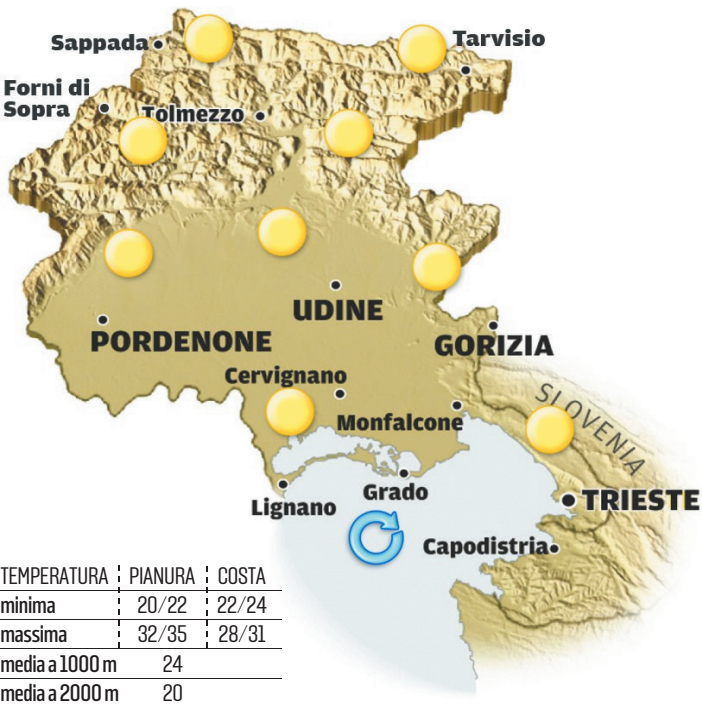 Sappada
Tarvisio
Forni di
Sopra
Tolmezzo
UDINE
PORDENONE
GORIZIA
Cervignano
SLOVENIA
Monfalcone
Grado
Lignano
TRIESTE
Capodistria
TEMPERATURA PIANURA COSTA
minima 20/22 22/24
massima 32/35 28/31
media a 1000 m 24
media a 2000 m 20